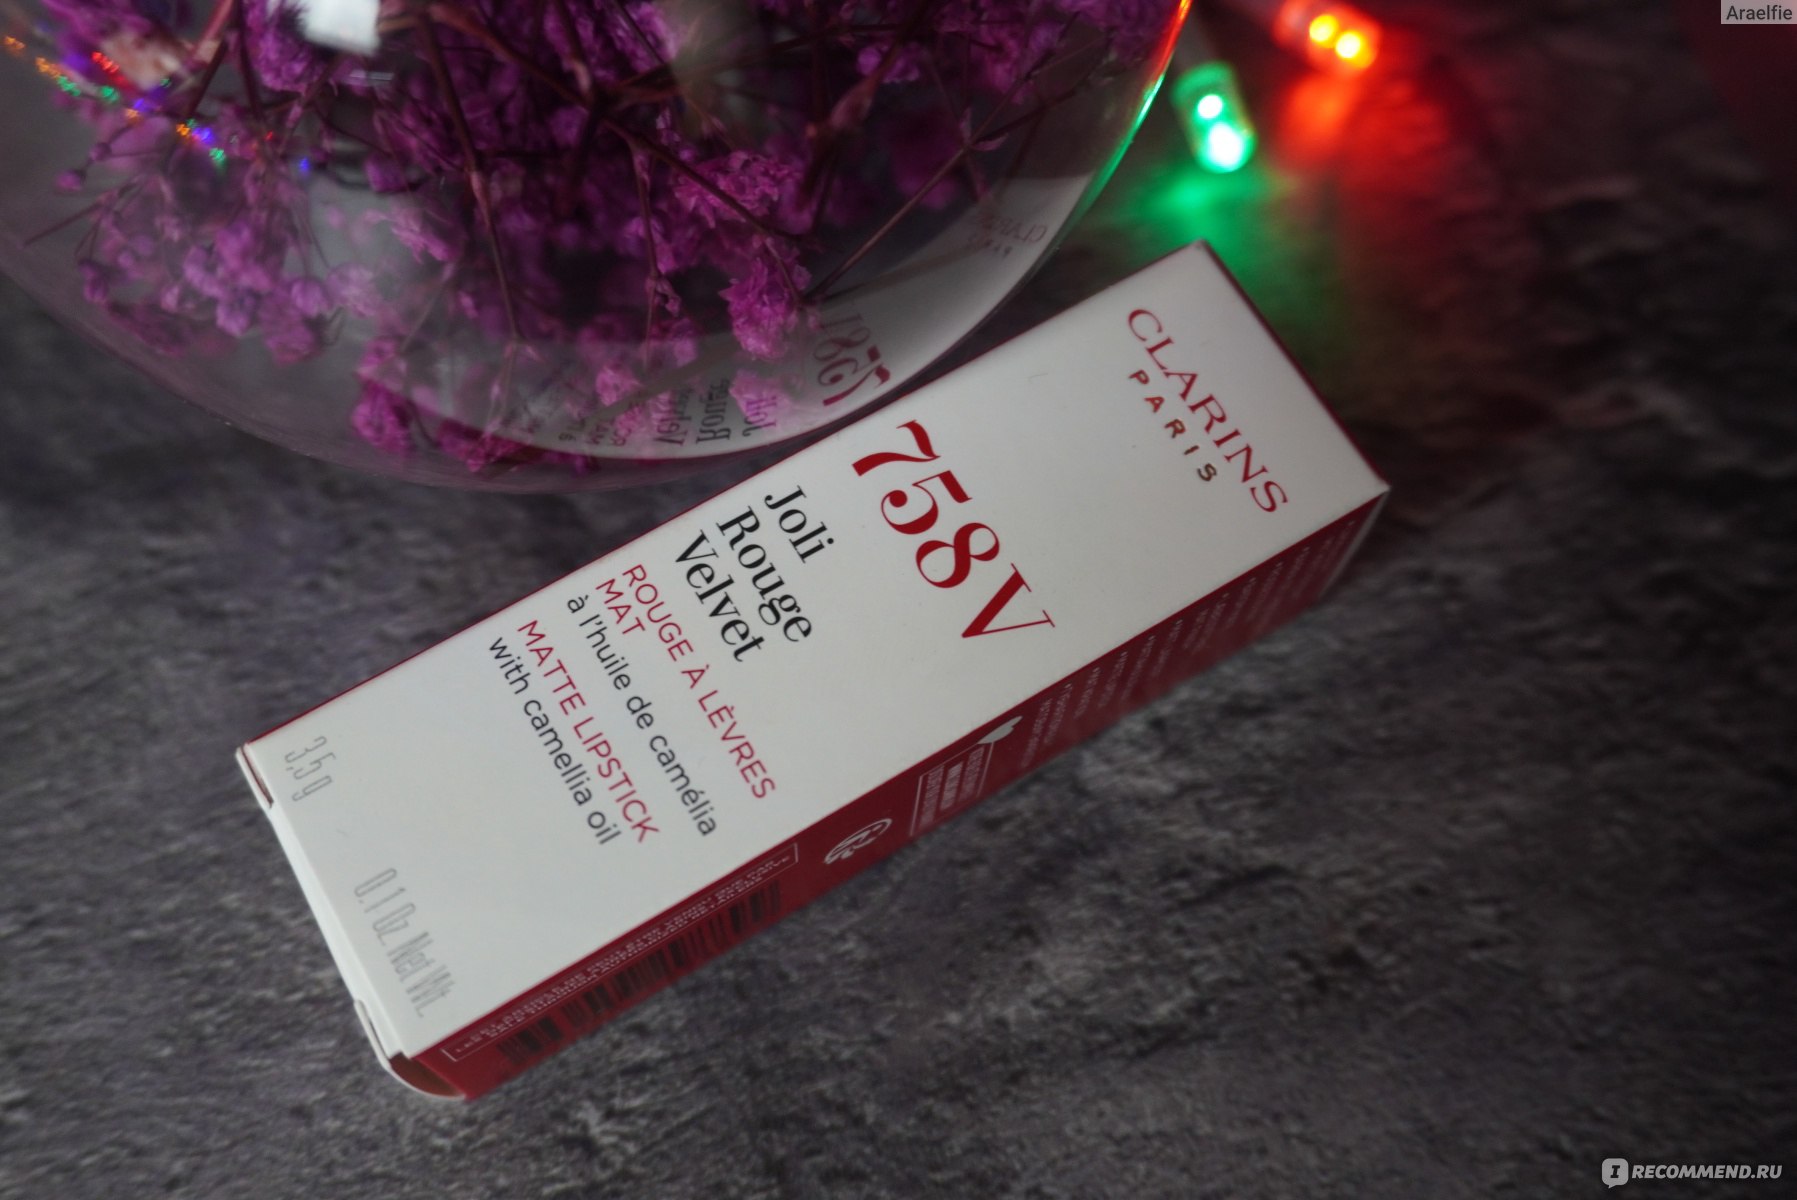 Araelfie
CLARINS
PARIS
758V
Joli
Rouge
Velvet
ROUGE À LÈVRES
MAT
à l'huile de camélia
MATTE LIPSTICK
with camellia oil
3,5 g
0.1 Oz. Net Wt.
IRECOMMEND.RU